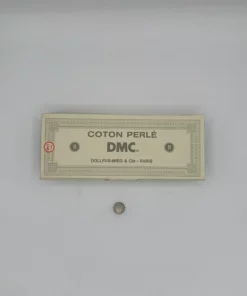 COTON PERLÉ
DMC
DOLLFUS-MIEG & Cie - PARIS